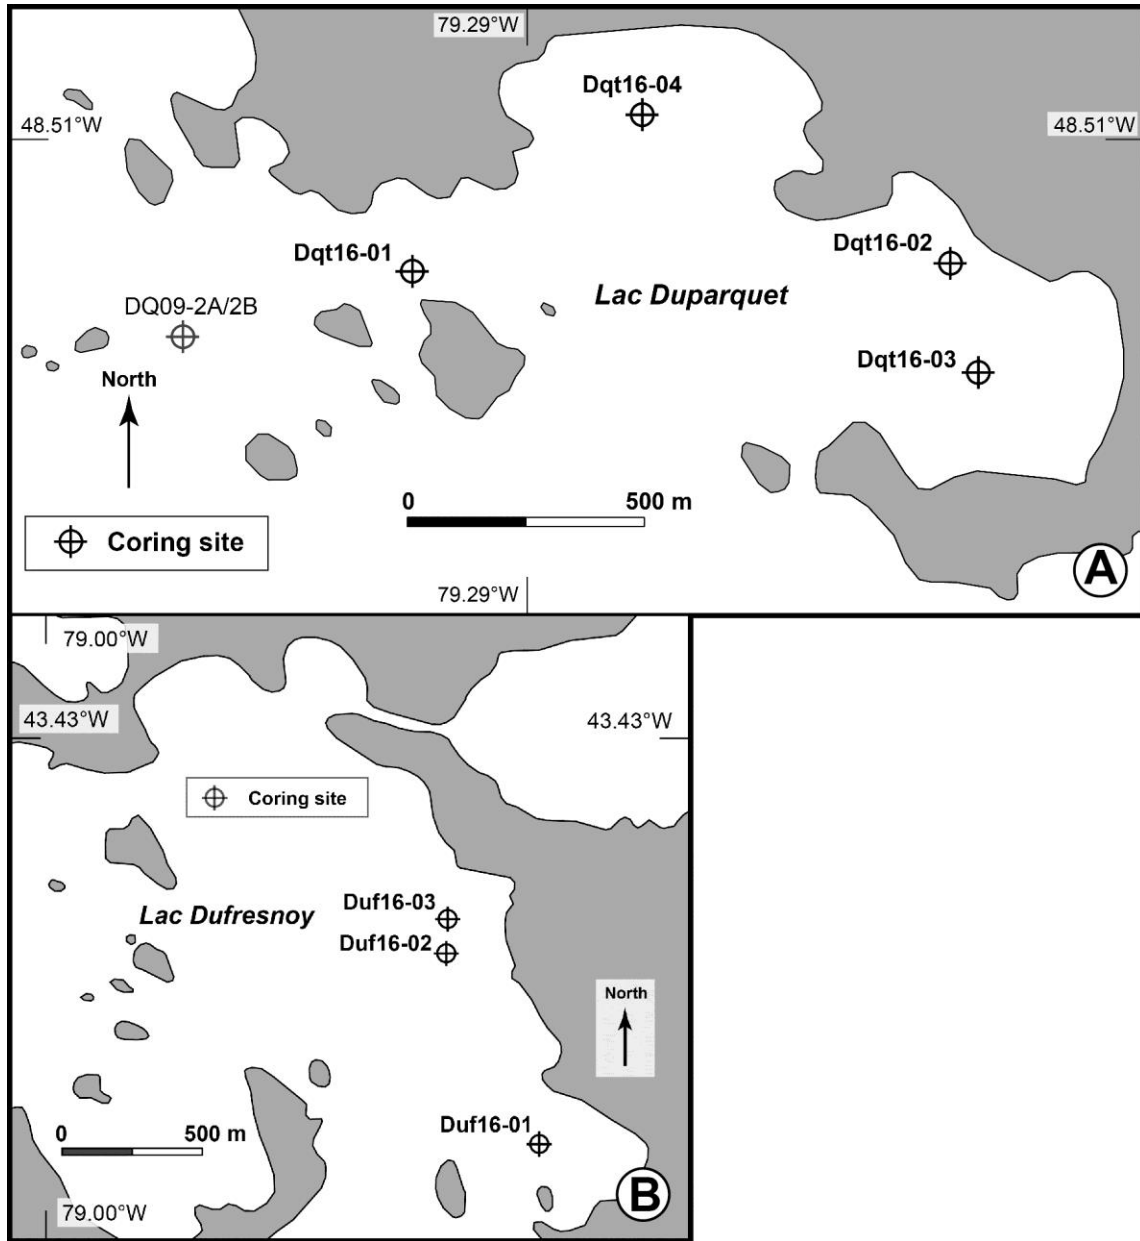 79.29°W
Dqt16-04
48.51°W
48.51°W
Dqt16-02
Dqt16-01
Lac Duparquet
DQ09-2A/2B
Dqt16-03
North
0 500 m
Coring site
A
79.29°W
79.00°W
43.43°W
43.43°W
Coring site
Duf16-03
Lac Dufresnoy
Duf16-02
North
Duf16-01
0 500 m
B
79.00°W